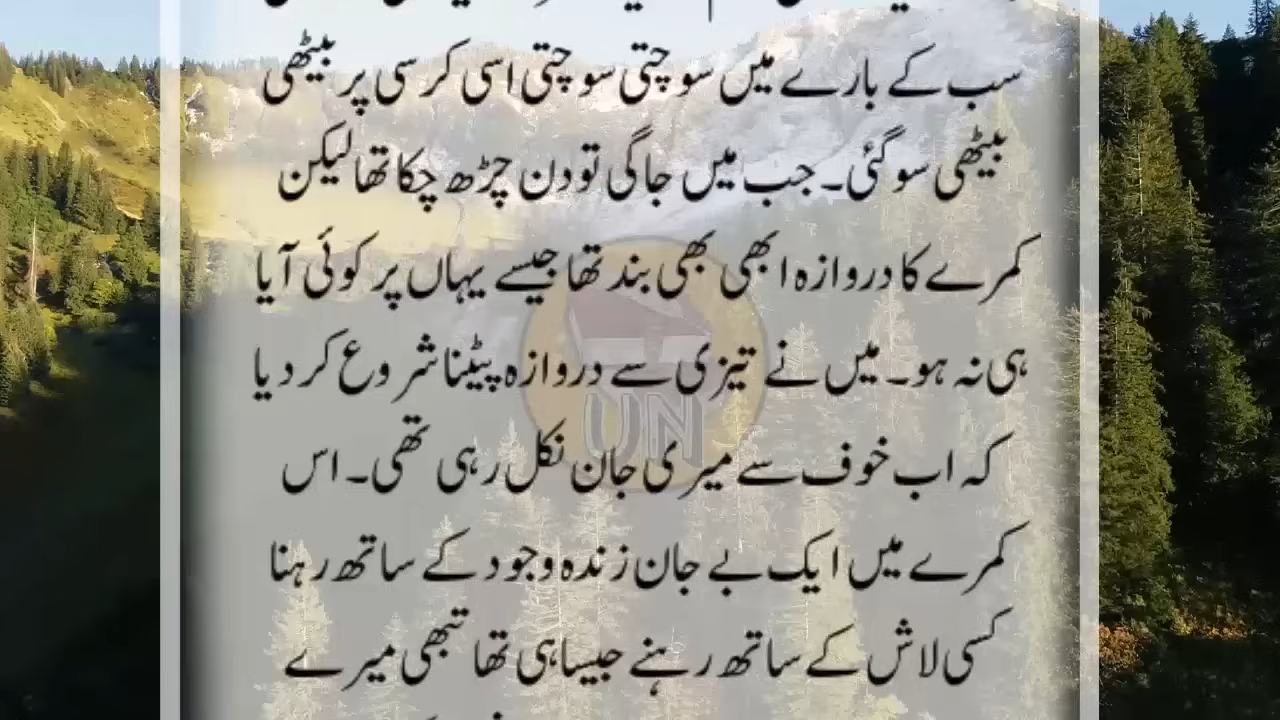 سب کے بارے میں سوچتی سوچتی اسی کرسی پر بیٹھی
بیٹھی سو گئی۔ جب میں جاگی تو دن چڑھ چکا تھا لیکن
کمرے کا دروازہ ابھی بھی بند تھا جیسے یہاں پر کوئی آیا
ہی نہ ہو۔ میں نے تیزی سے دروازہ پیٹنا شروع کر دیا
کہ اب خوف سے میری جان نکل رہی تھی۔ اس
کمرے میں ایک بے جان زندہ وجود کے ساتھ رہنا
کسی لاش کے ساتھ رہنے جیسا ہی تھا تبھی میرے
UN